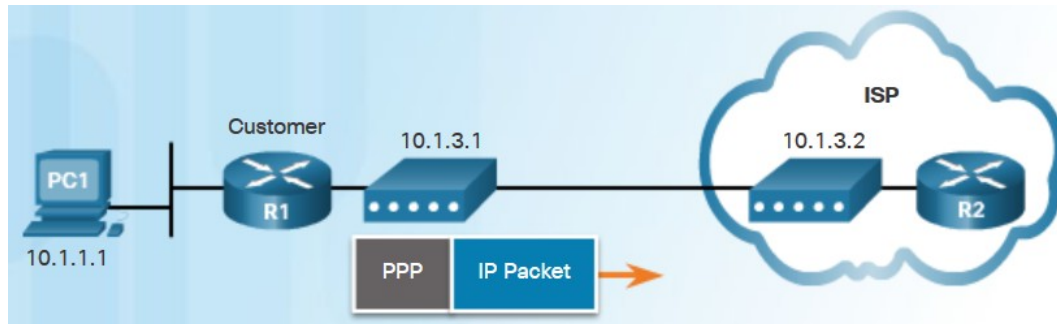 ISP
Customer
10.1.3.1
10.1.3.2
PC1
R1
R2
10.1.1.1
PPP
IP Packet